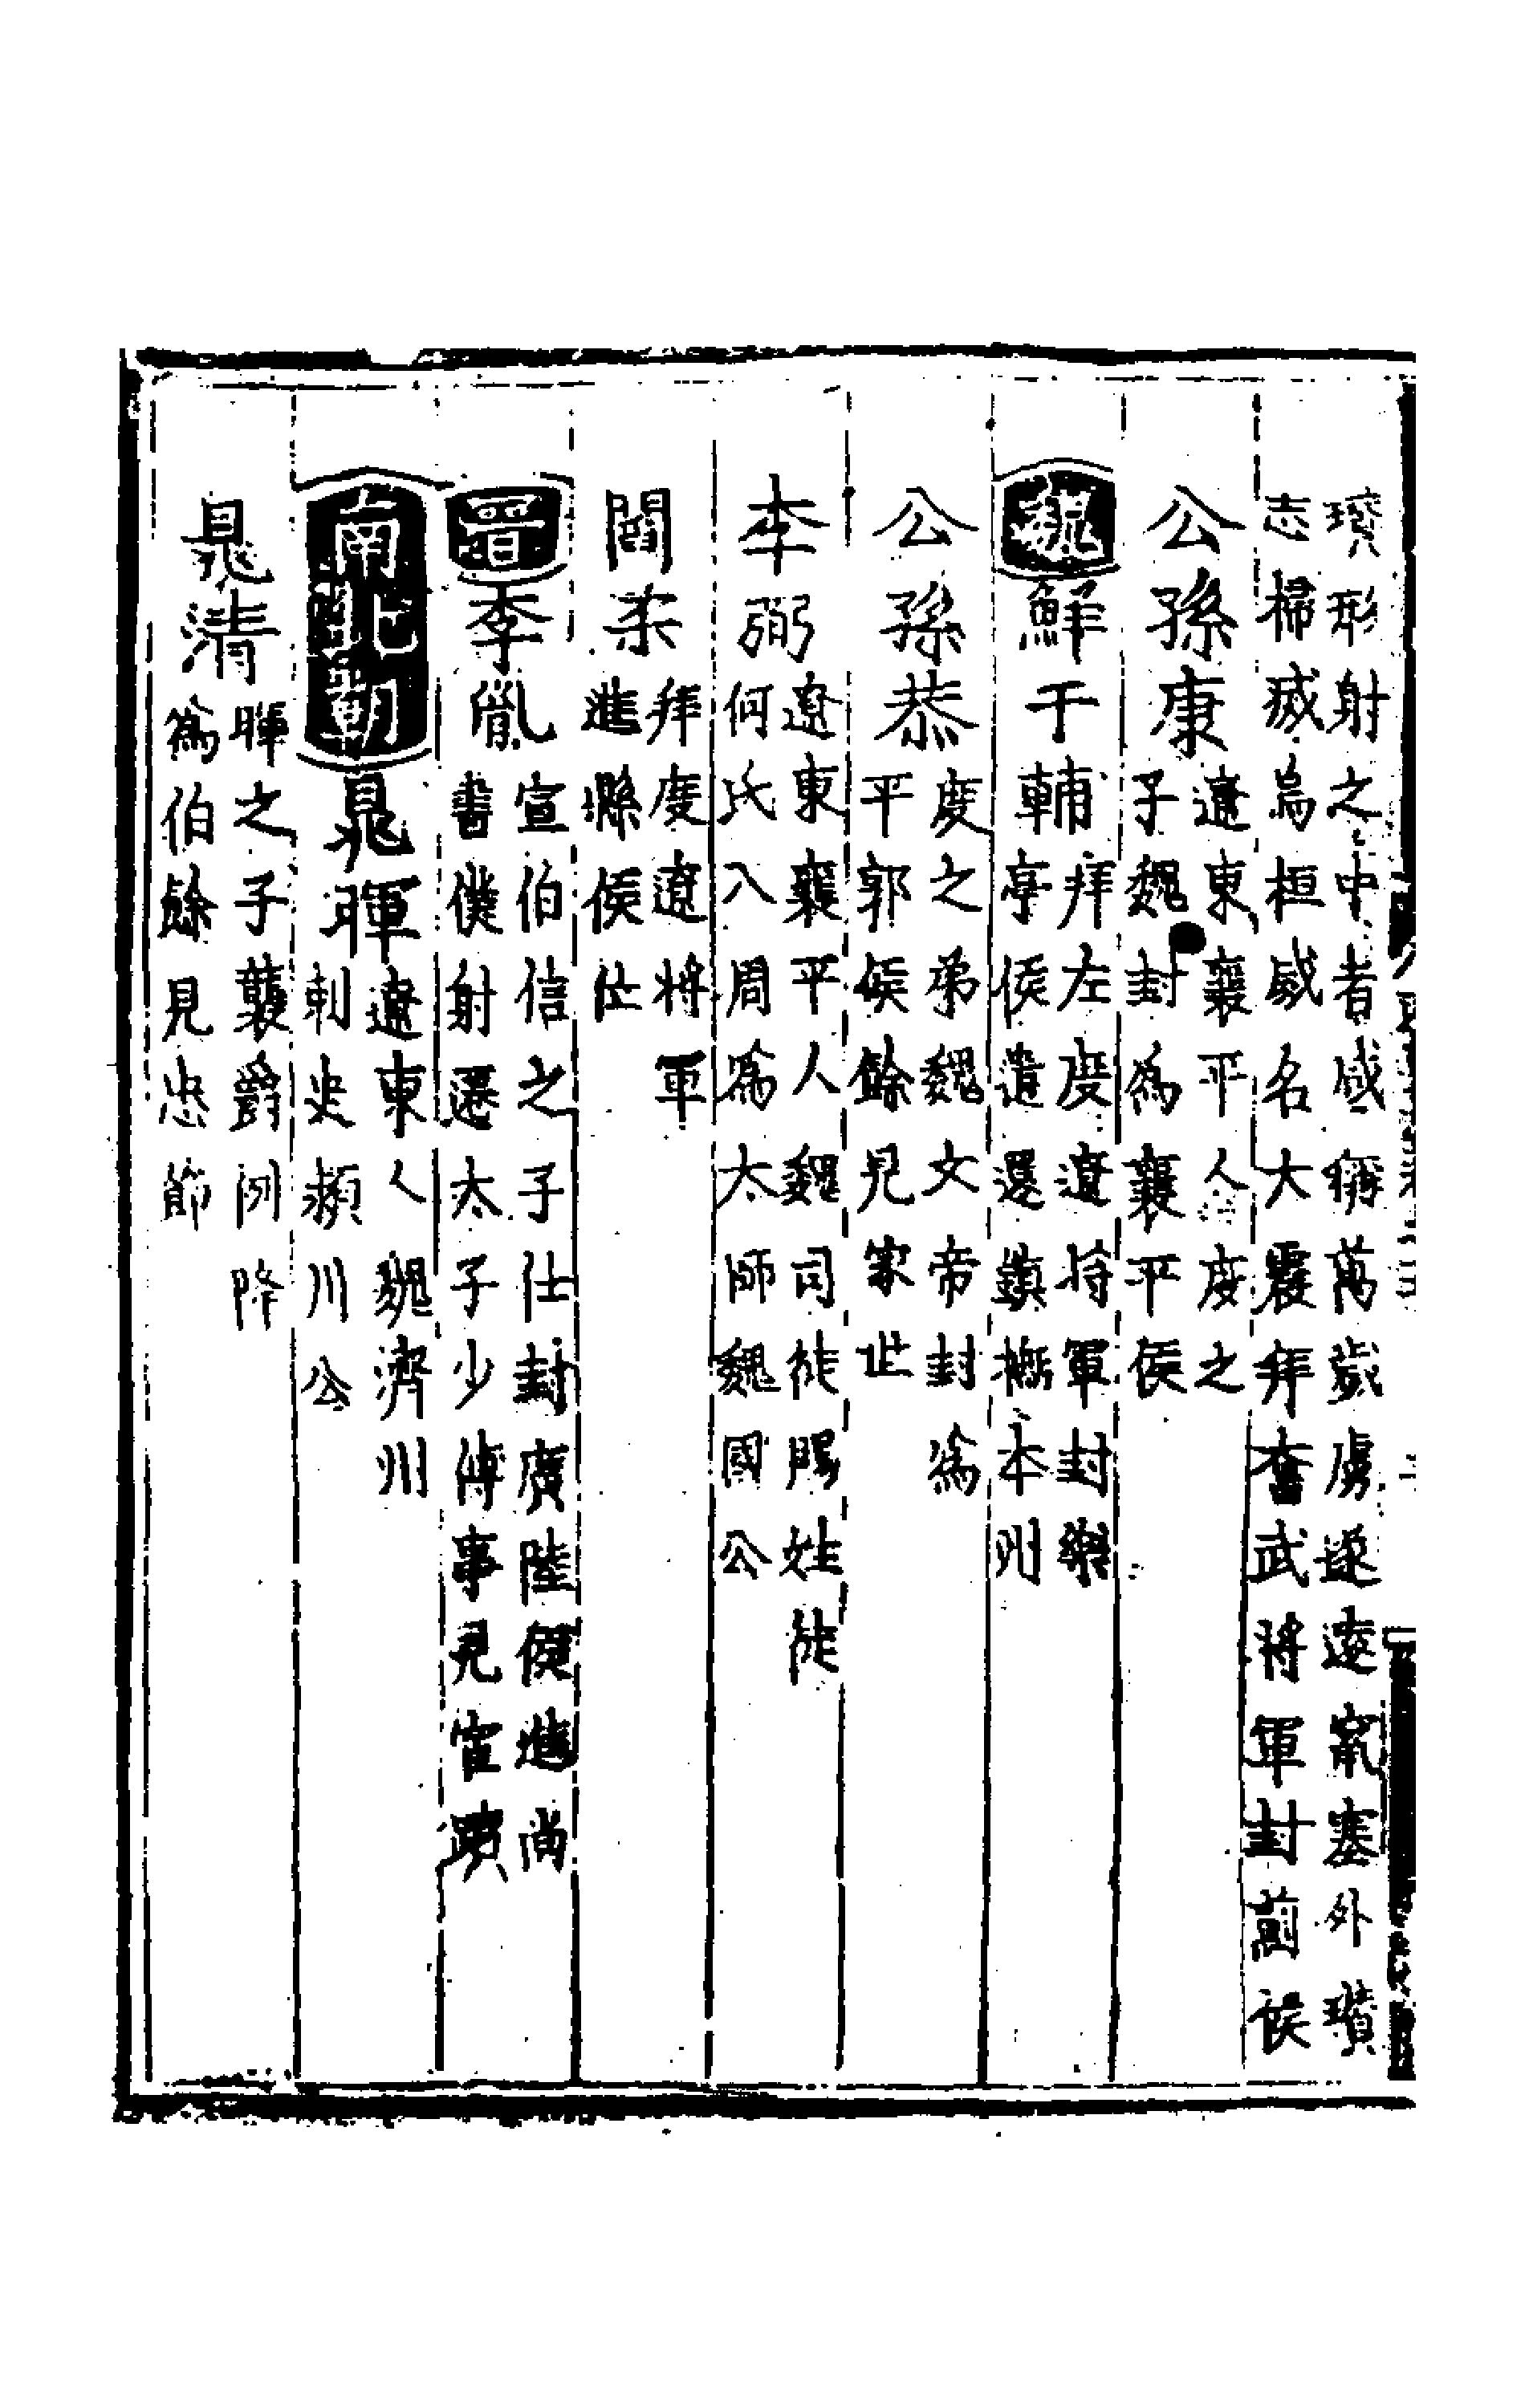 瓚形射之中者咸稱萬歲虜遂遠竄塞外瓚
志掃滅烏桓威名大震拜奮武將軍封薊侯
公孫康
遼東襄平人度之
子魏封為襄平侯
魏
鮮于輔
拜左度遼將軍封樂
亭侯遣還鎮撫本州
公孫恭
度之弟魏文帝封為
平郭侯餘見家世
李弼
遼東襄平人魏司徒賜姓徒
何氏入周為太師魏國公
閻柔
拜度遼將軍
進縣侯仕
晉
李胤
宣伯信之子仕封廣陸侯進尚
書僕射遷太子少傅事見宦蹟
南北朝
晁暉
遼東人魏濟州
刺史潁川公
晁清
暉之子襲爵例降
為伯餘見忠節